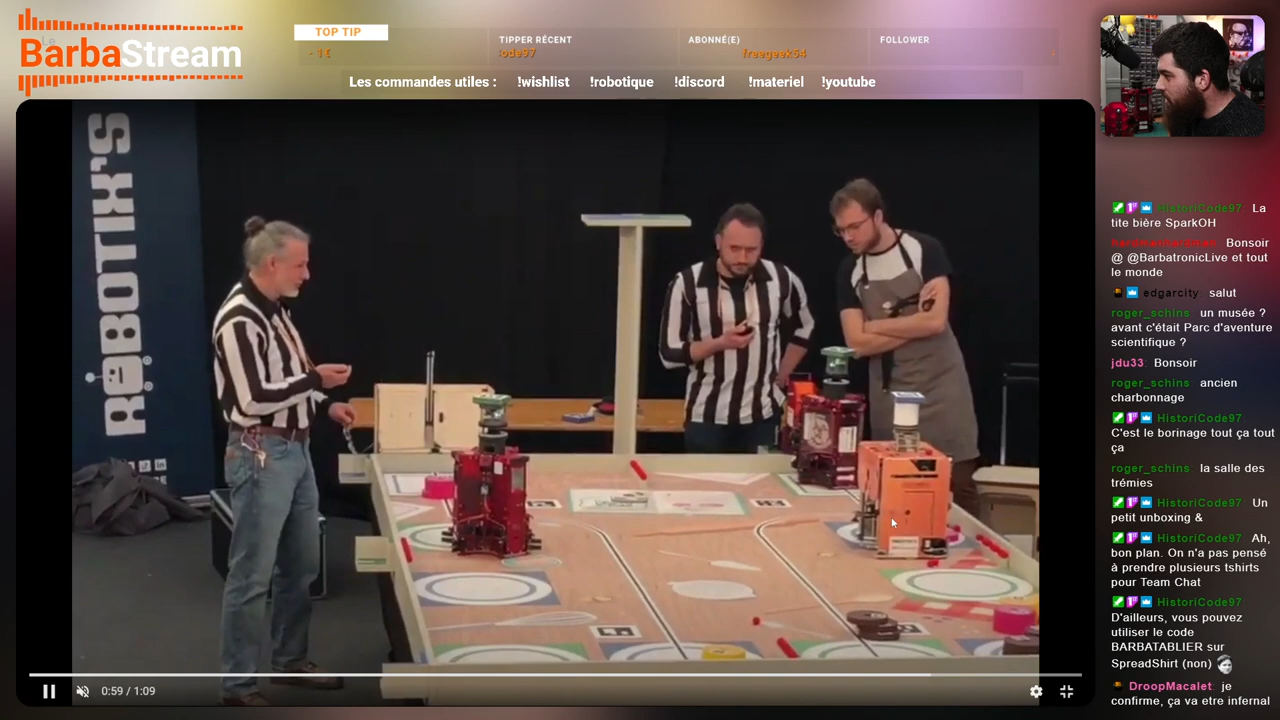 Le
BarbaStream
TOP TIP
- 1€
TIPPER RÉCENT
ode97
ABONNÉ(E)
freegeek54
FOLLOWER
Les commandes utiles : !wishlist !robotique !discord !materiel !youtube
ROBOTIX'S
0:59 / 1:09
HistoriCode97 La
tite bière SparkOH
Bonsoir
@ @BarbatronicLive et tout
le monde
edgarcity salut
roger_schins un musée ?
avant c'était Parc d'aventure
scientifique ?
jdu33: Bonsoir
roger_schins ancien
charbonnage
HistoriCode97
C'est le borinage tout ça tout
ça
roger_schins la salle des
trémies
HistoriCode97 Un
petit unboxing &
HistoriCode97 Ah,
bon plan. On n'a pas pensé
à prendre plusieurs tshirts
pour Team Chat
HistoriCode97
D'ailleurs, vous pouvez
utiliser le code
BARBATABLIER sur
SpreadShirt (non)
DroopMacalet: je
confirme, ça va etre infernal